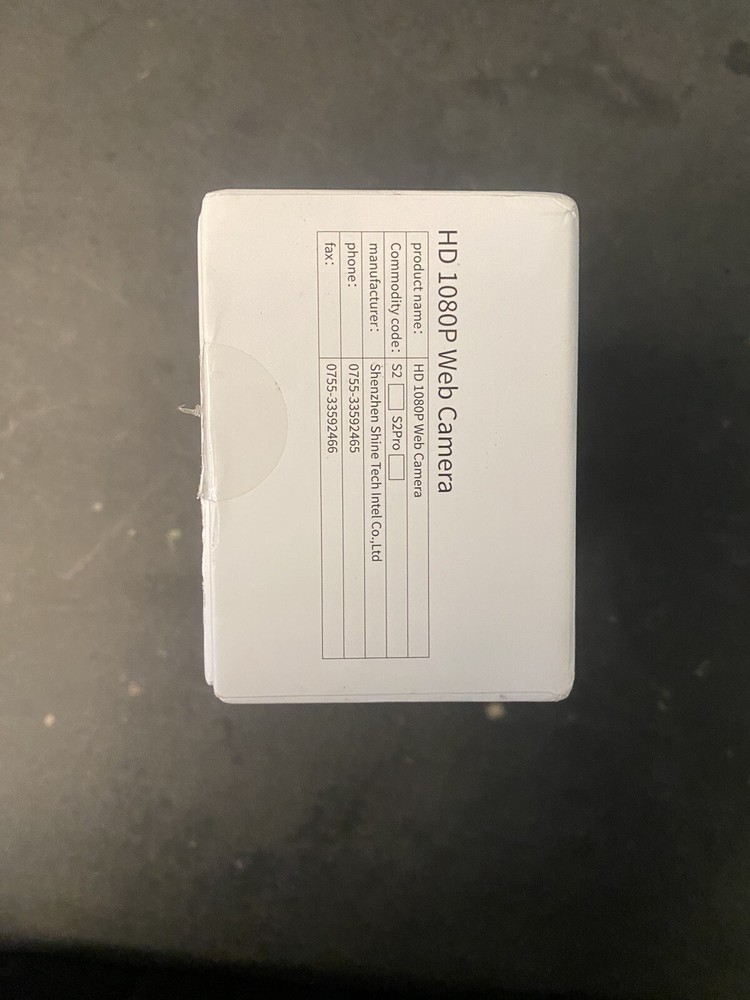 HD 1080P Web Camera
product name: HD 1080P Web Camera
Commodity code: S2 S2Pro
manufacturer: Shenzhen Shine Tech Intel Co.,Ltd
phone: 0755-33592465
fax: 0755-33592466